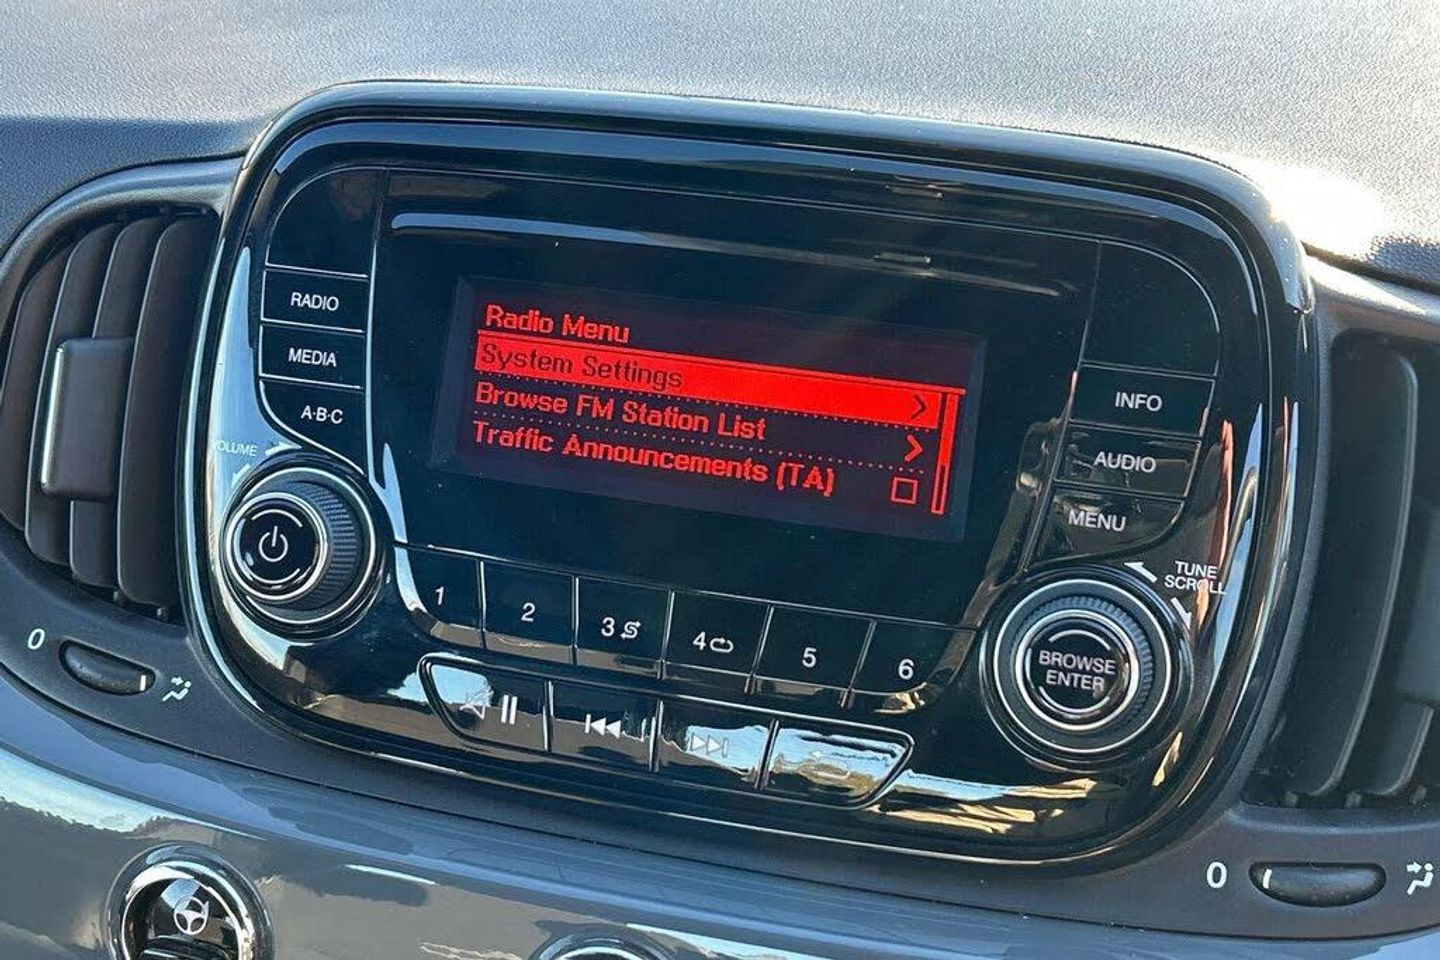 Radio Menu
System Settings >
Browse FM Station List >
Traffic Announcements (TA)
RADIO
MEDIA
A·B·C
VOLUME
INFO
AUDIO
MENU
TUNE
SCROLL
BROWSE
ENTER
1 2 3 4 5 6
0
0